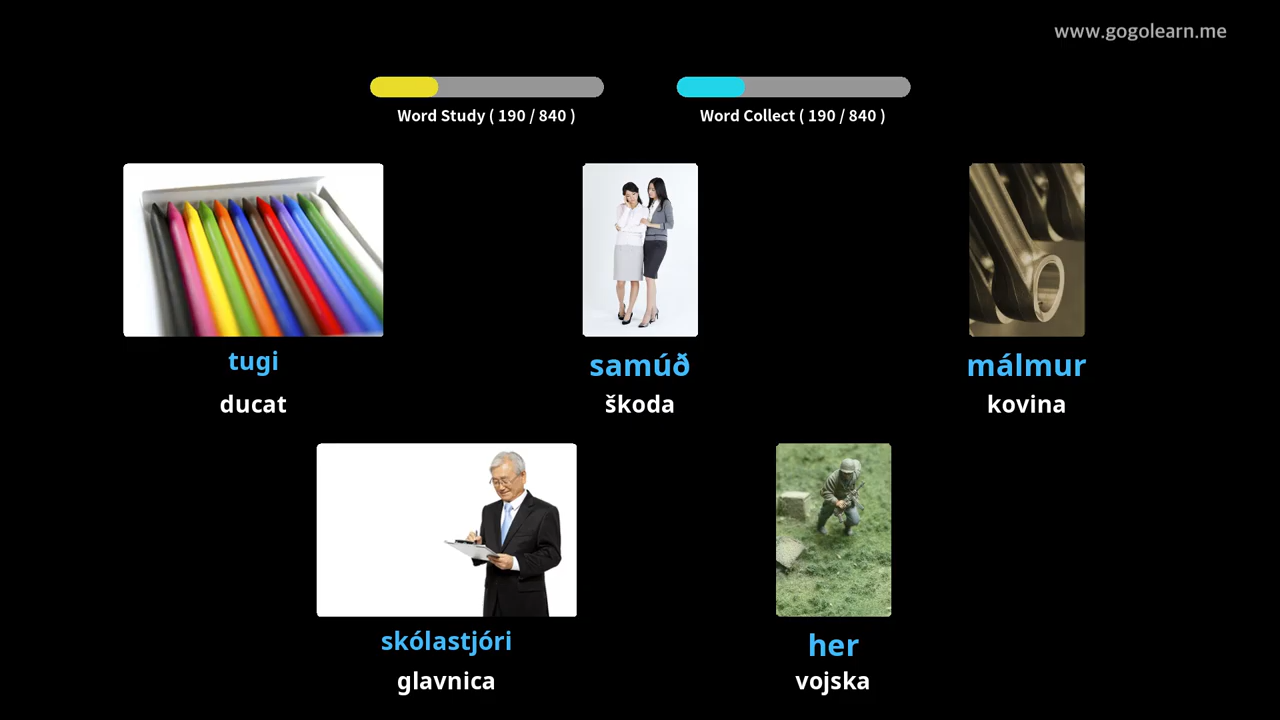 www.gogolearn.me
Word Study ( 190 / 840 )
Word Collect ( 190 / 840 )
tugi
ducat
samúð
škoda
málmur
kovina
skólastjóri
glavnica
her
vojska